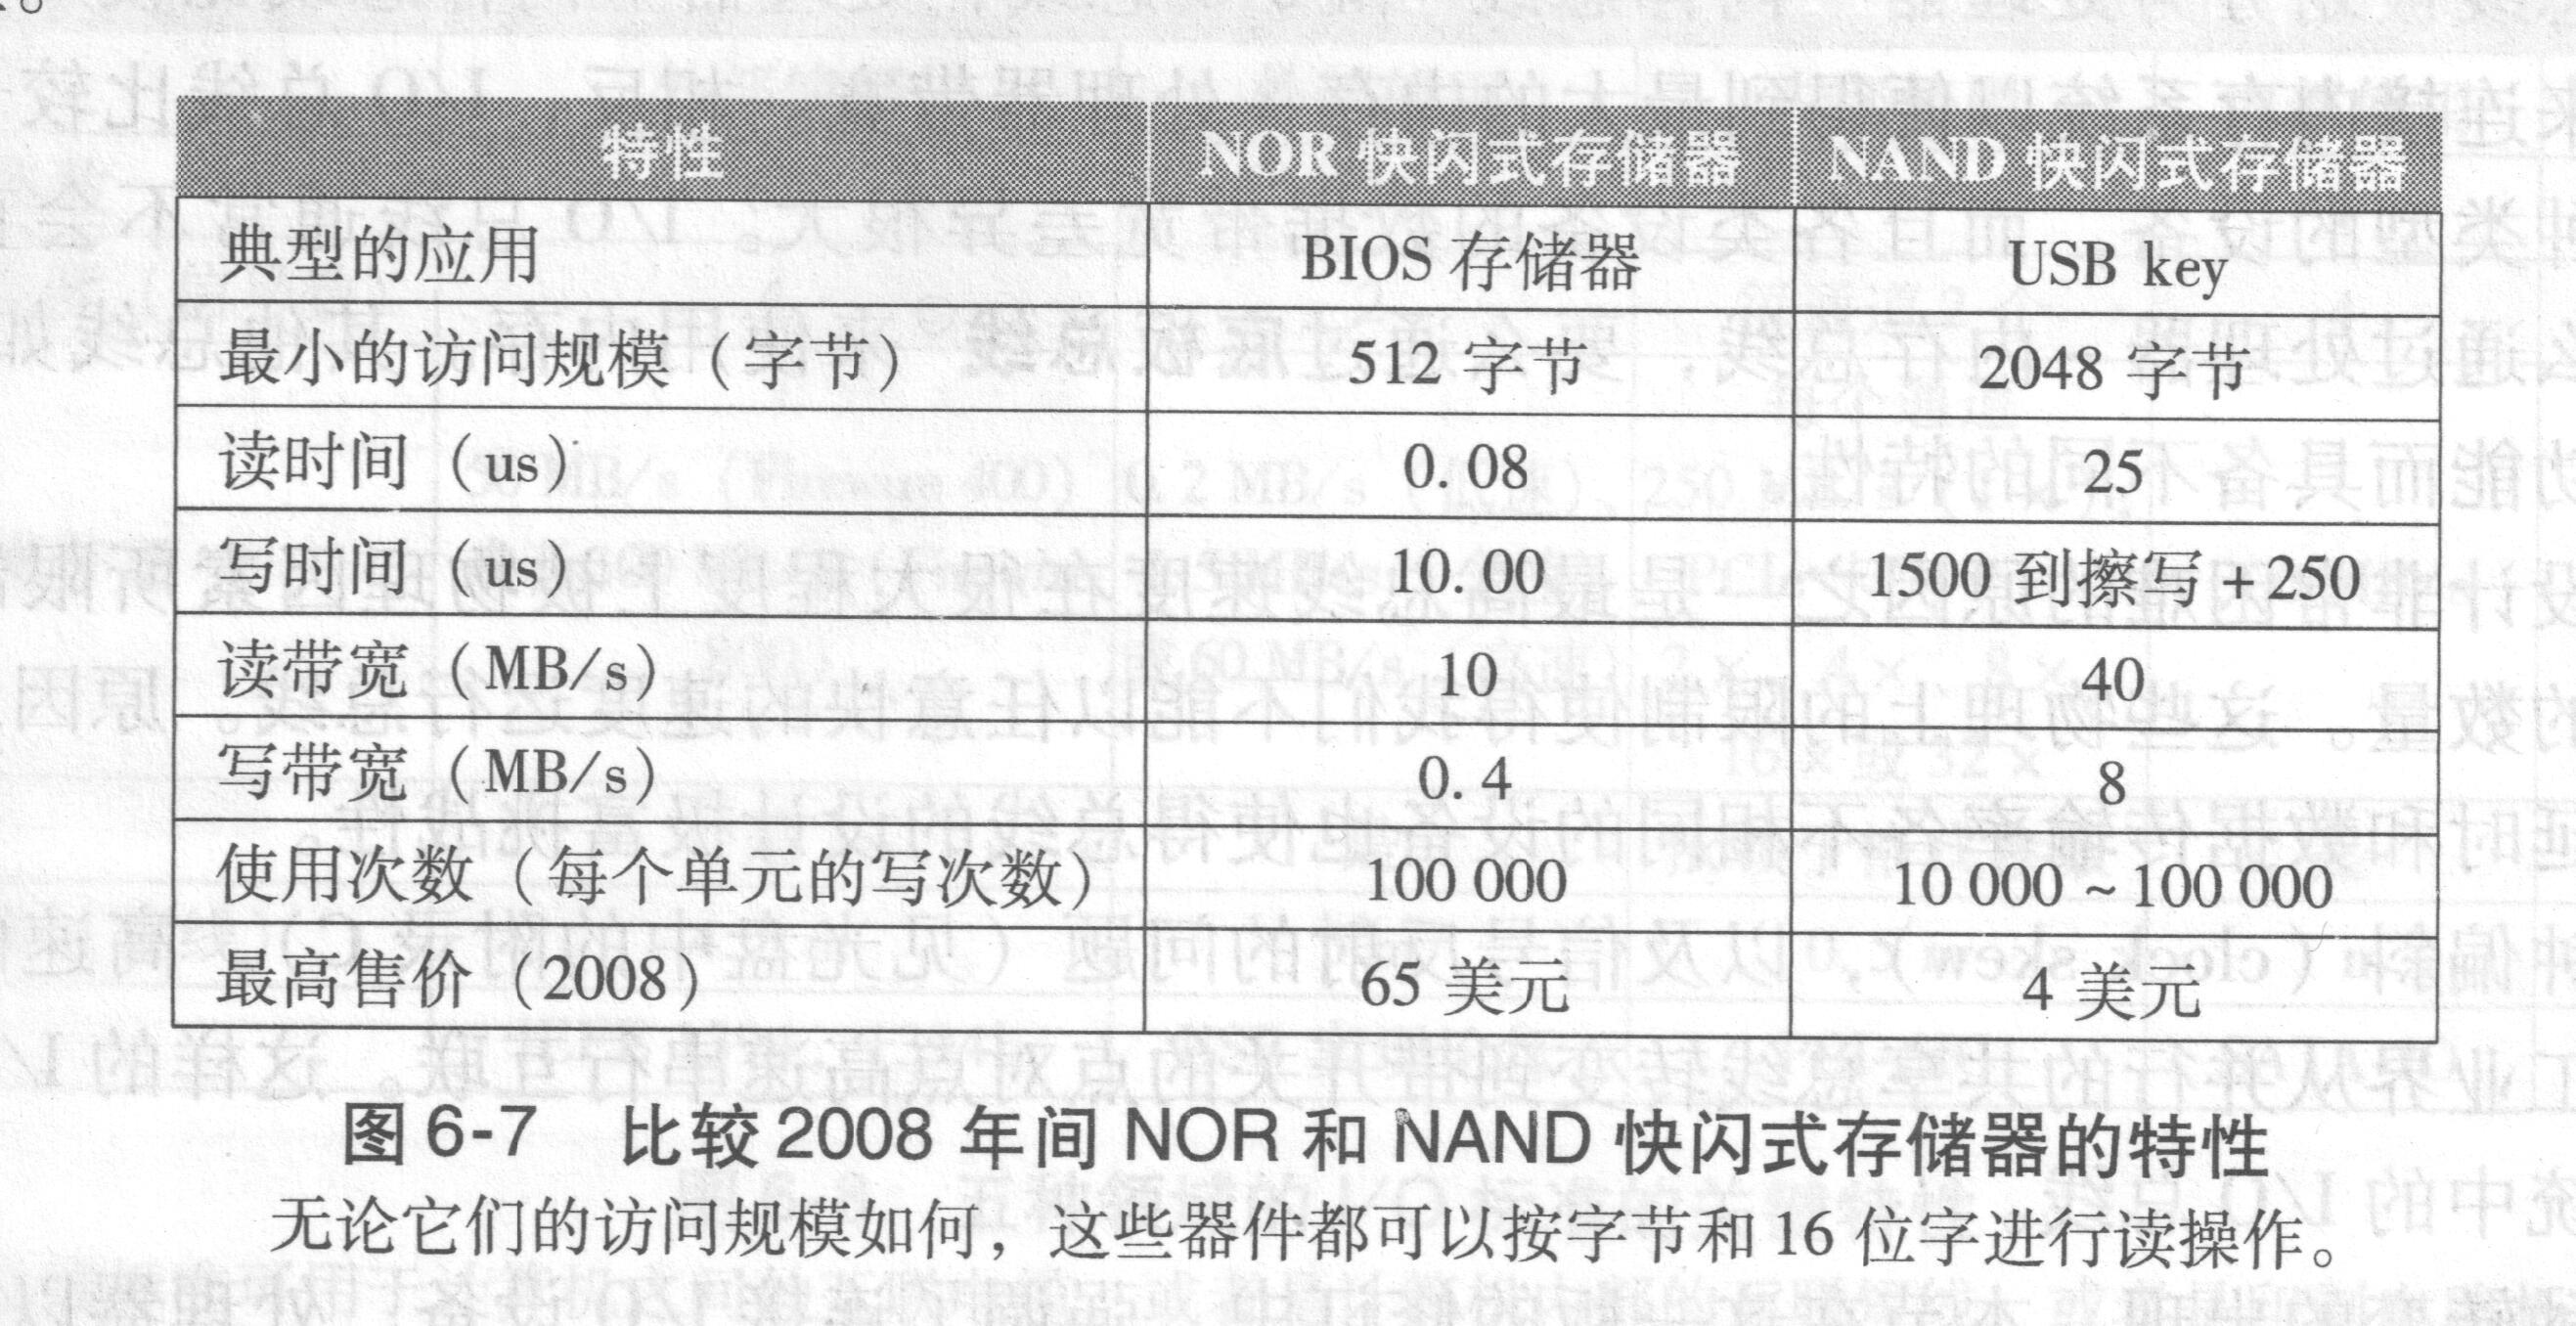 特性 NOR 快闪式存储器 NAND 快闪式存储器
典型的应用 BIOS 存储器 USB key
最小的访问规模（字节） 512 字节 2048 字节
读时间（us） 0.08 25
写时间（us） 10.00 1500 到擦写 + 250
读带宽（MB/s） 10 40
写带宽（MB/s） 0.4 8
使用次数（每个单元的写次数） 100 000 10 000 ~ 100 000
最高售价（2008） 65 美元 4 美元
图 6-7 比较 2008 年间 NOR 和 NAND 快闪式存储器的特性
无论它们的访问规模如何，这些器件都可以按字节和 16 位字进行读操作。